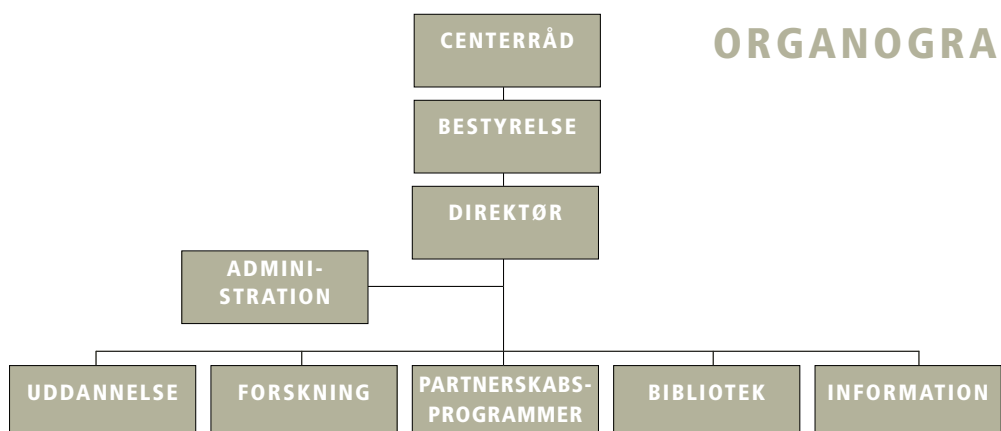 ORGANOGRA
CENTERRÅD
BESTYRELSE
DIREKTØR
ADMINI-
STRATION
UDDANNELSE
FORSKNING
PARTNERSKABS-
PROGRAMMER
BIBLIOTEK
INFORMATION